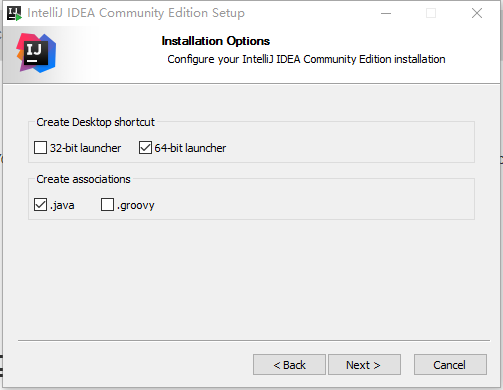 IntelliJ IDEA Community Edition Setup
IJ
Installation Options
Configure your IntelliJ IDEA Community Edition installation
Create Desktop shortcut
32-bit launcher 64-bit launcher
Create associations
.java .groovy
< Back Next > Cancel